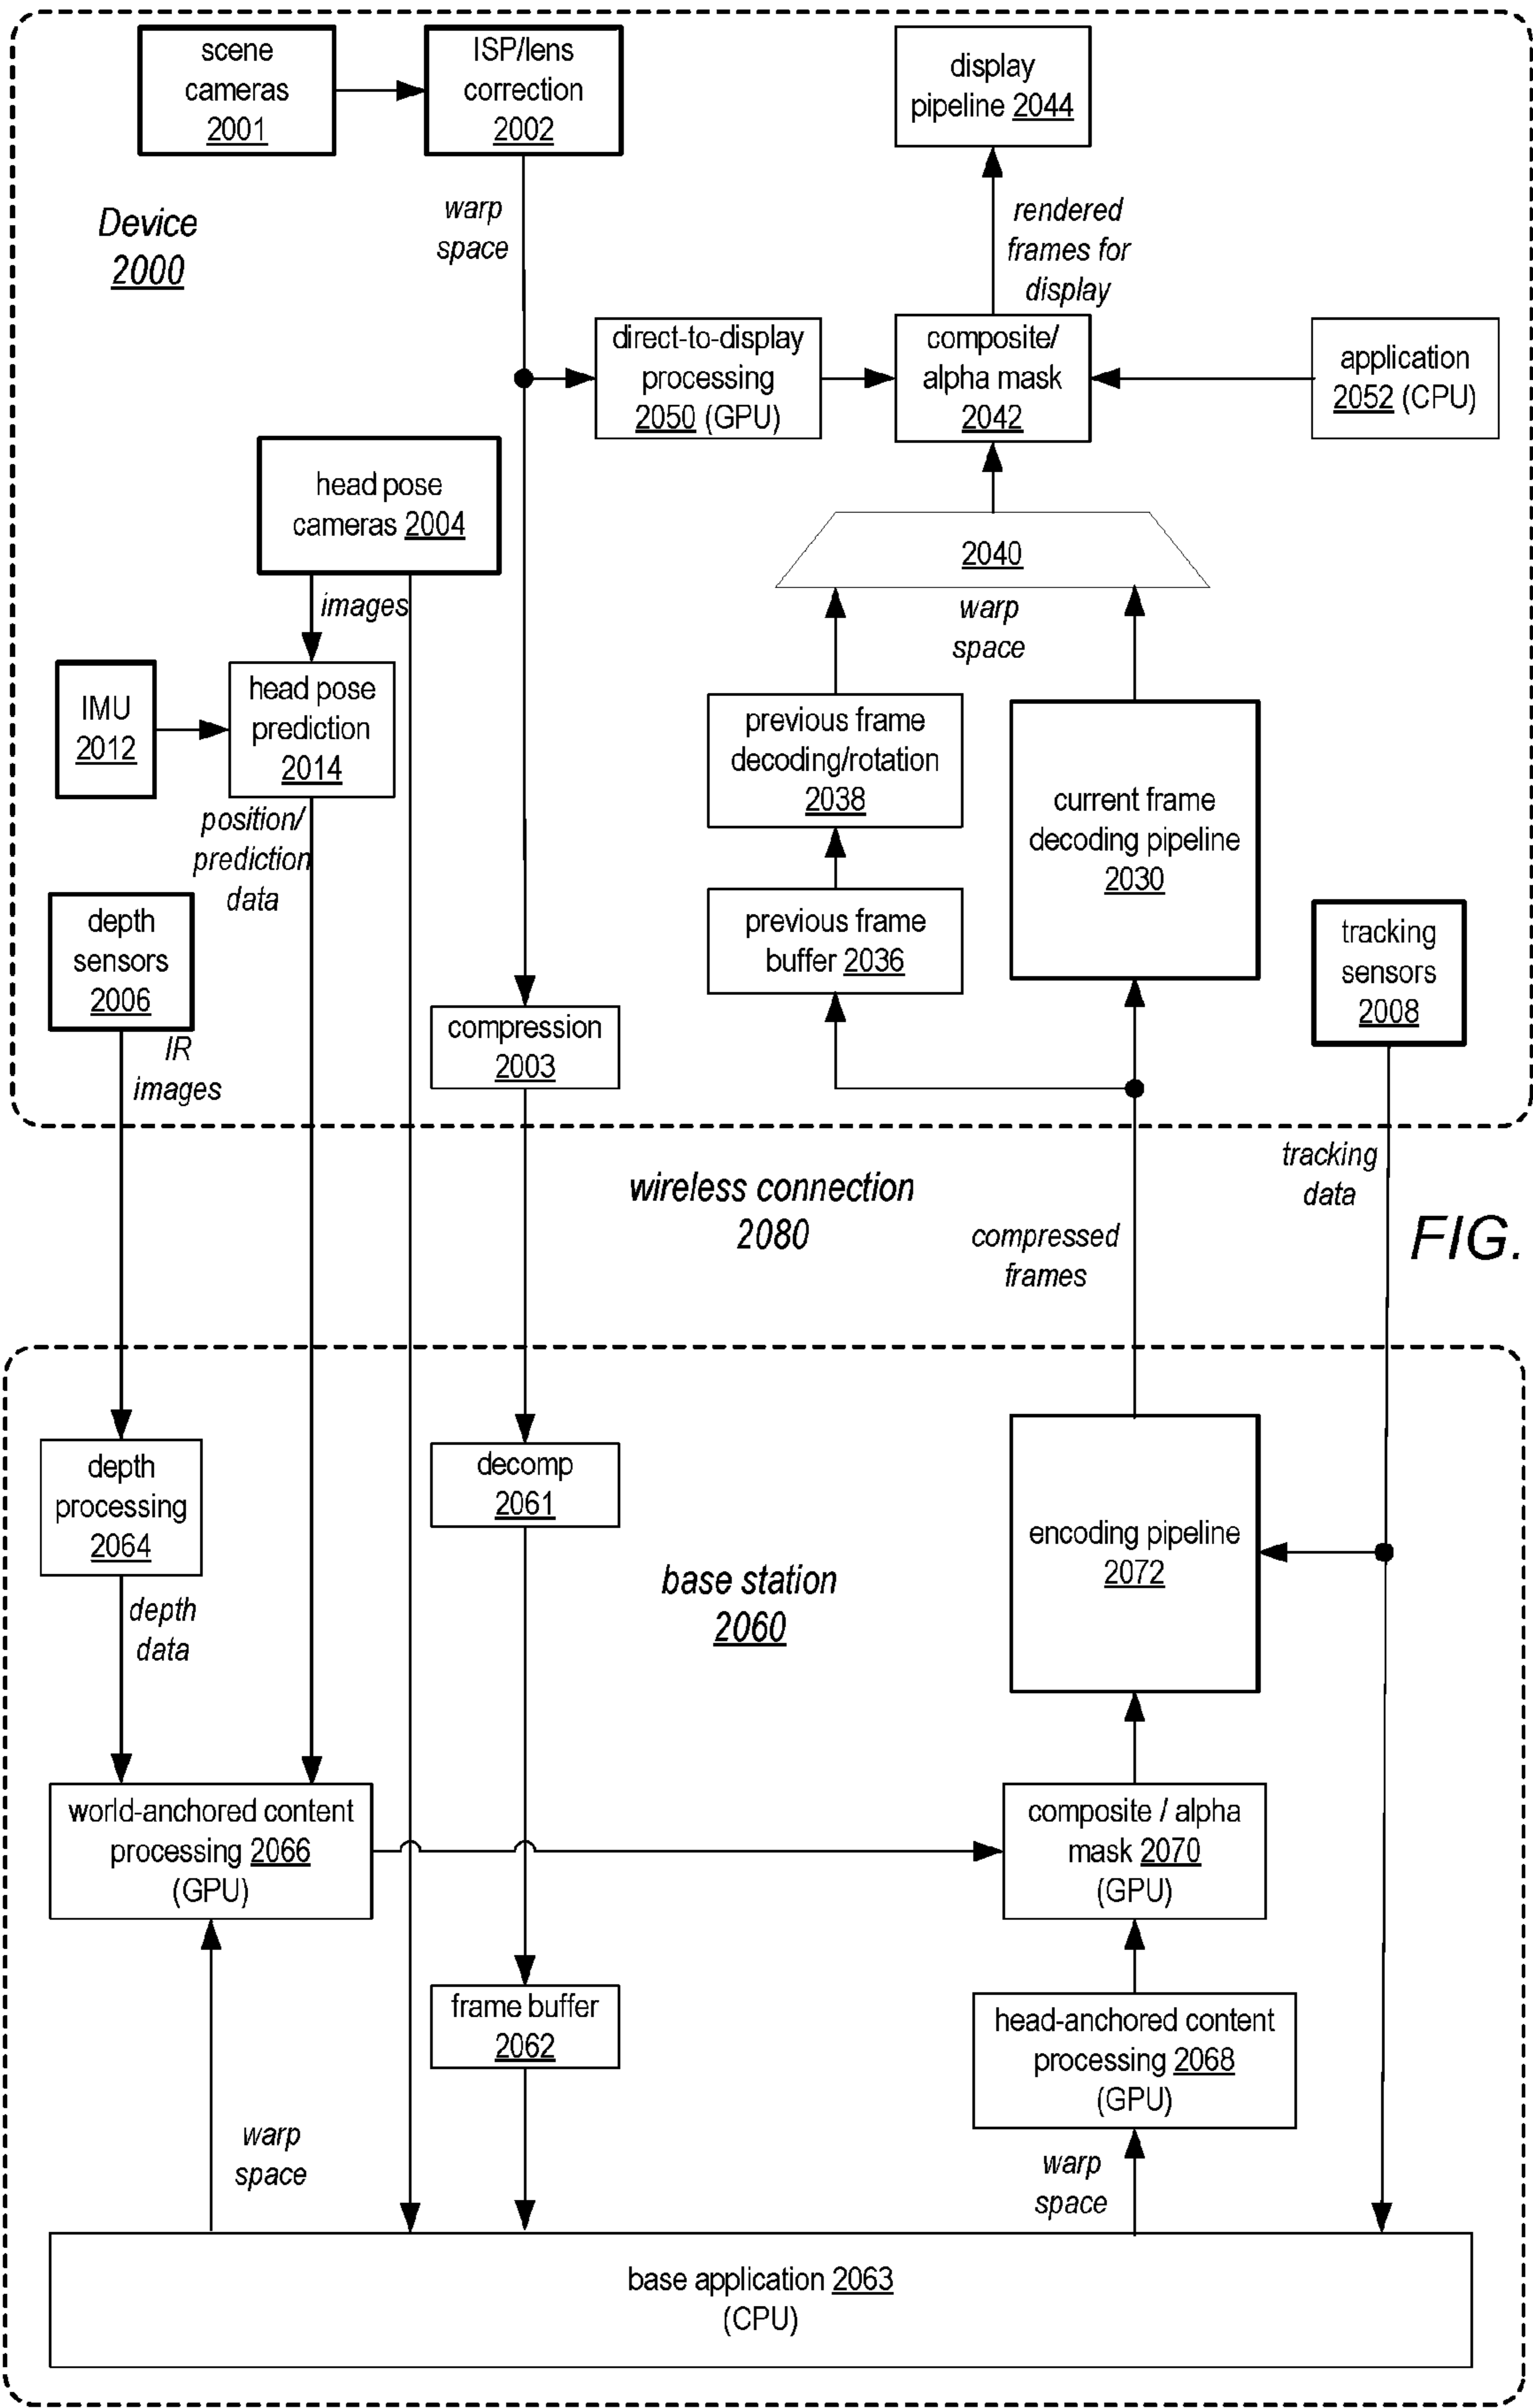 scene
cameras
2001
ISP/lens
correction
2002
display
pipeline 2044
Device
2000
warp
space
rendered
frames for
display
direct-to-display
processing
2050 (GPU)
composite/
alpha mask
2042
application
2052 (CPU)
head pose
cameras 2004
images
2040
warp
space
IMU
2012
head pose
prediction
2014
position/
prediction
data
previous frame
decoding/rotation
2038
current frame
decoding pipeline
2030
previous frame
buffer 2036
depth
sensors
2006
IR
images
compression
2003
tracking
sensors
2008
wireless connection
2080
compressed
frames
tracking
data
FIG.
depth
processing
2064
decomp
2061
encoding pipeline
2072
base station
2060
depth
data
world-anchored content
processing 2066
(GPU)
composite / alpha
mask 2070
(GPU)
frame buffer
2062
head-anchored content
processing 2068
(GPU)
warp
space
warp
space
base application 2063
(CPU)